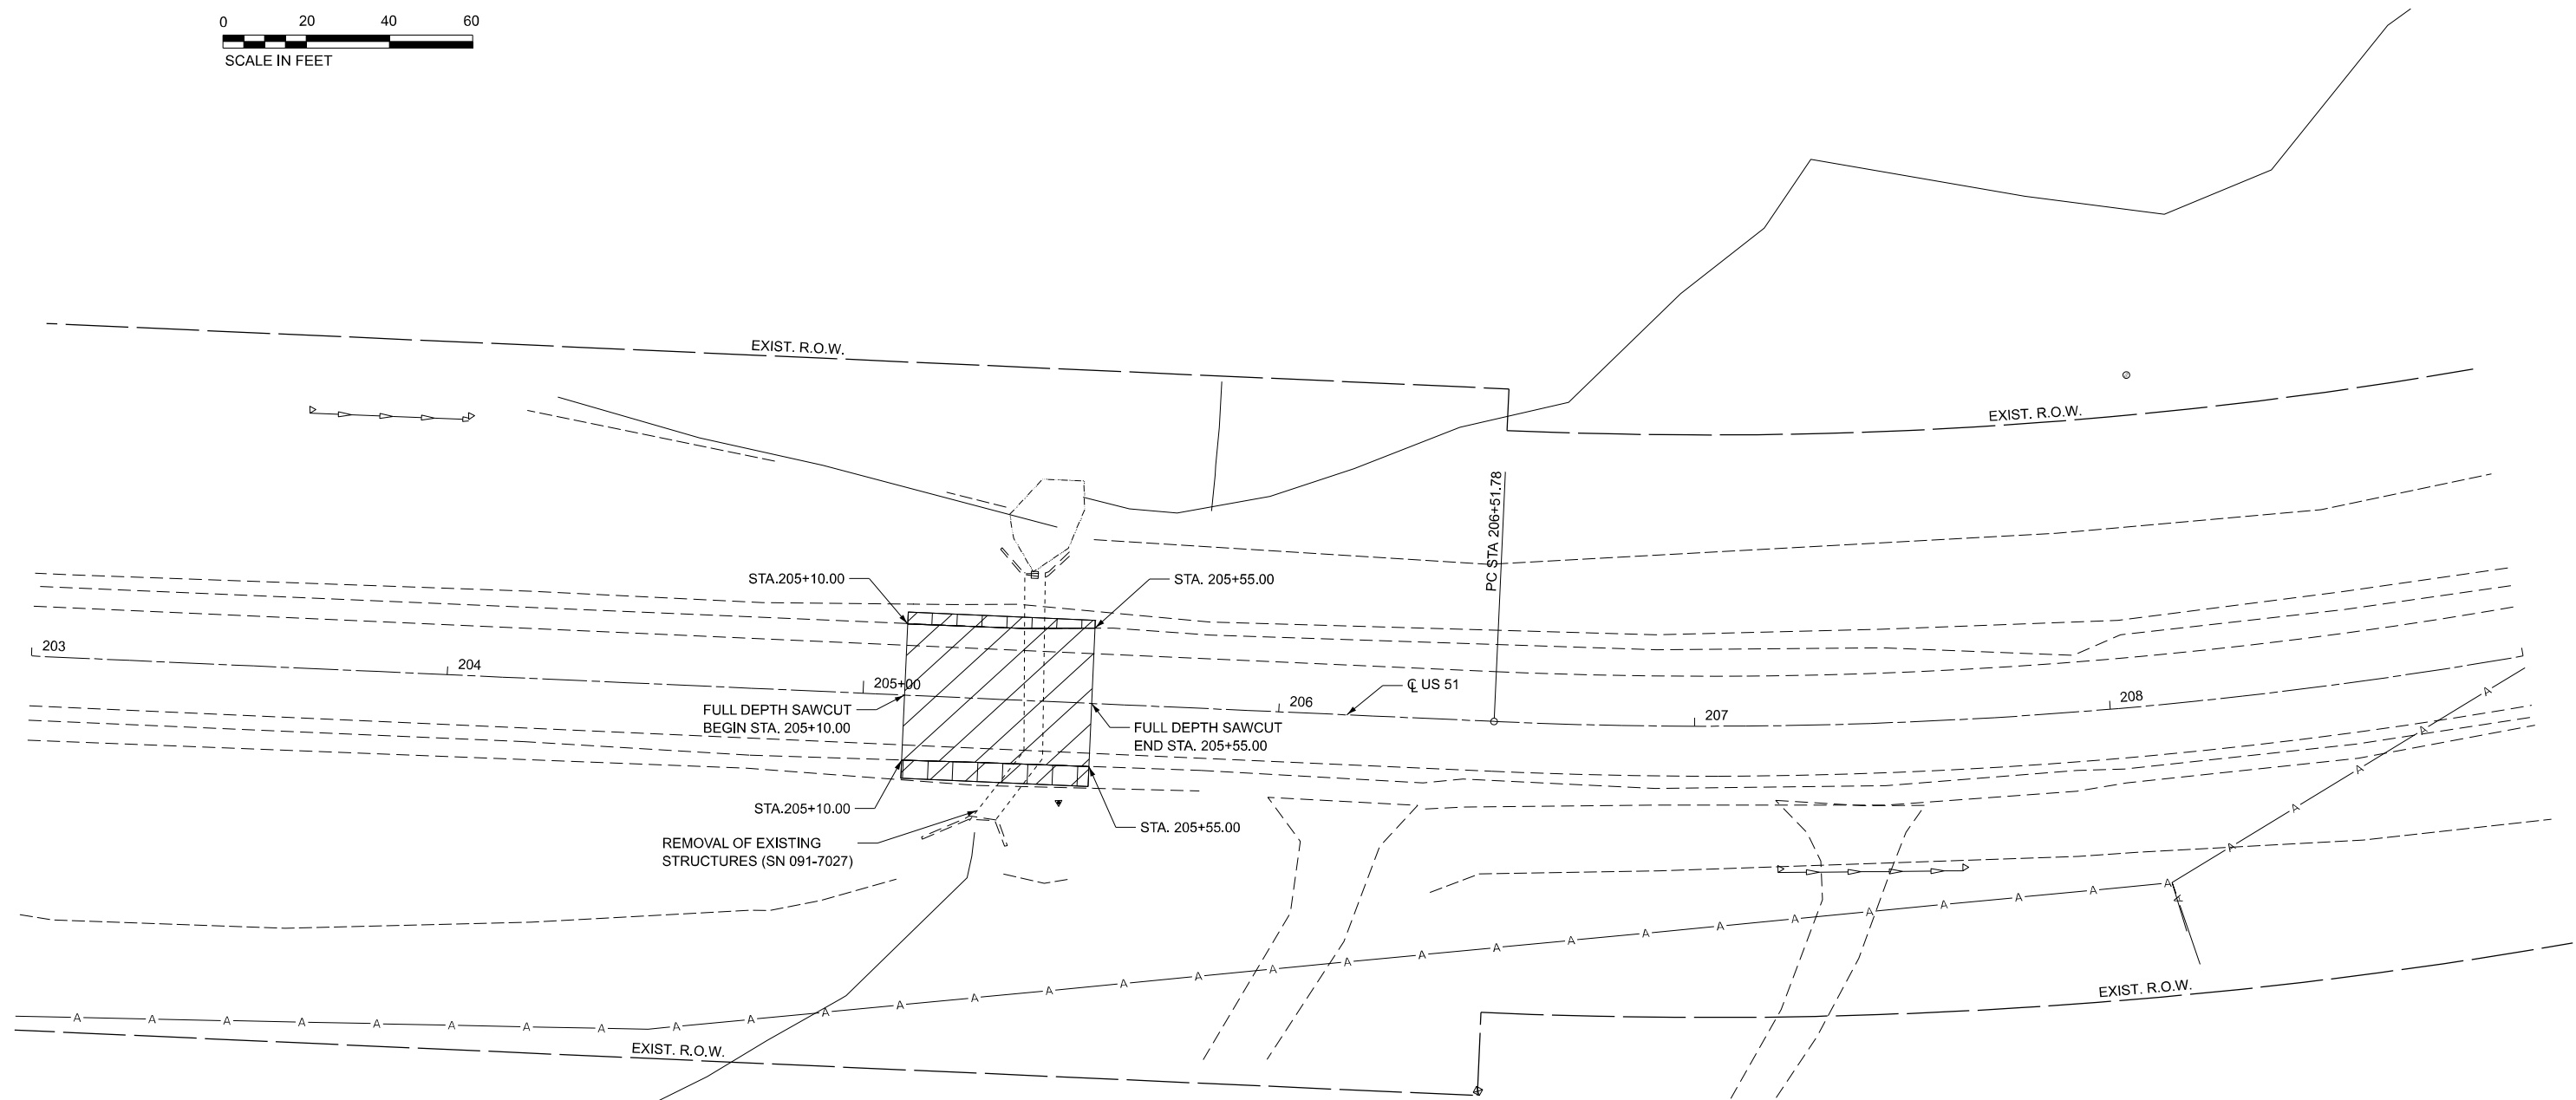 0 20 40 60
SCALE IN FEET
EXIST. R.O.W.
EXIST. R.O.W.
PC STA 206+51.78
STA.205+10.00
STA. 205+55.00
203
204
205+00
206
207
208
℄ US 51
FULL DEPTH SAWCUT
BEGIN STA. 205+10.00
FULL DEPTH SAWCUT
END STA. 205+55.00
STA.205+10.00
STA. 205+55.00
REMOVAL OF EXISTING
STRUCTURES (SN 091-7027)
A A A A A A A A A A A A A A A A A A A A A A A A A A A A A A A A A A A
EXIST. R.O.W.
EXIST. R.O.W.